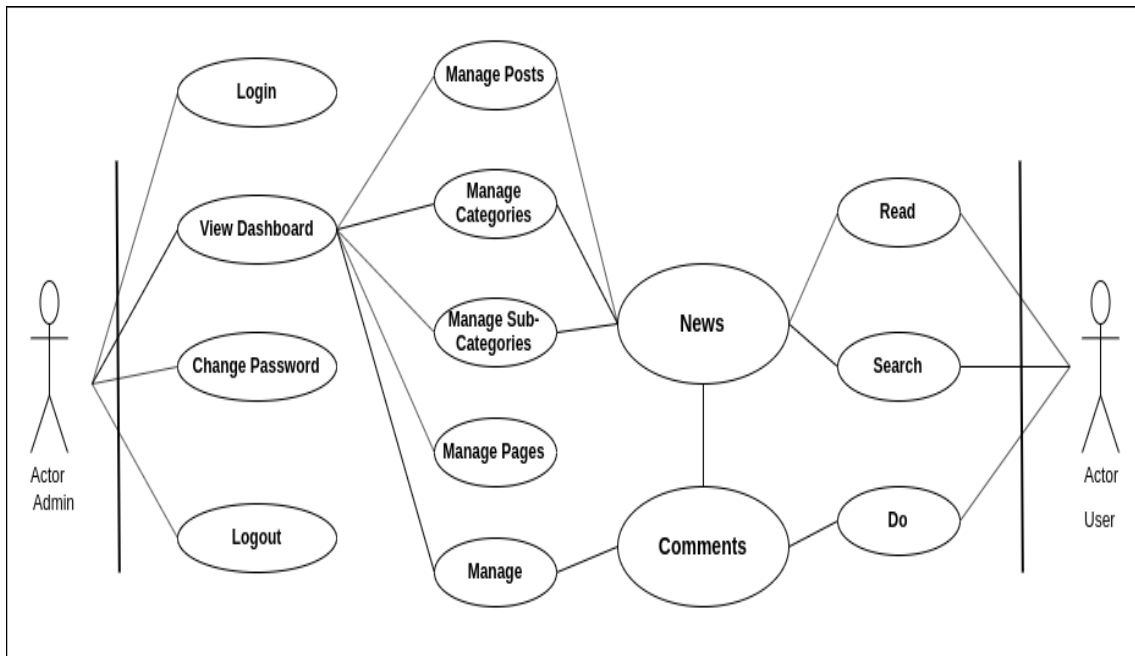 Login
View Dashboard
Change Password
Logout
Actor
Admin
Manage Posts
Manage
Categories
Manage Sub-
Categories
Manage Pages
Manage
News
Comments
Read
Search
Do
Actor
User